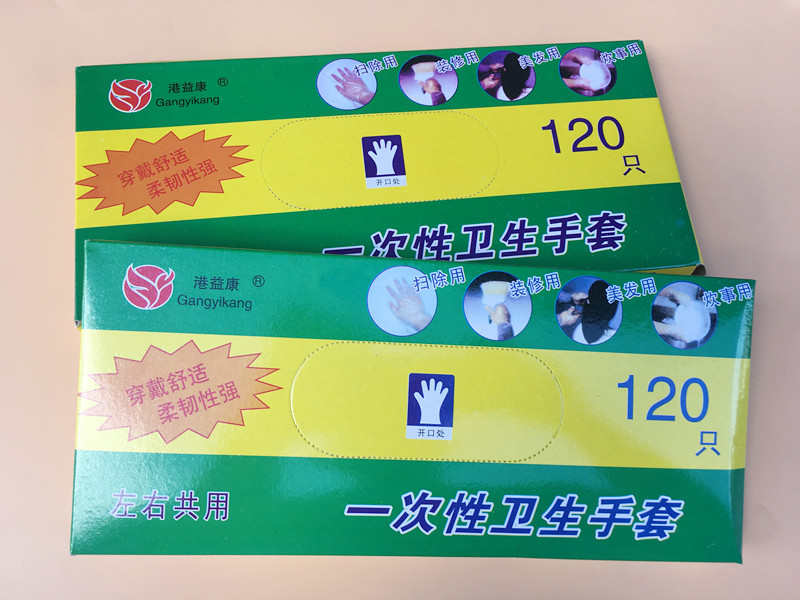 港益康®
Gangyikang
扫除用
装修用
美发用
炊事用
穿戴舒适
柔韧性强
开口处
120
只
一次性卫生手套
港益康®
Gangyikang
扫除用
装修用
美发用
炊事用
穿戴舒适
柔韧性强
开口处
120
只
左右共用
一次性卫生手套